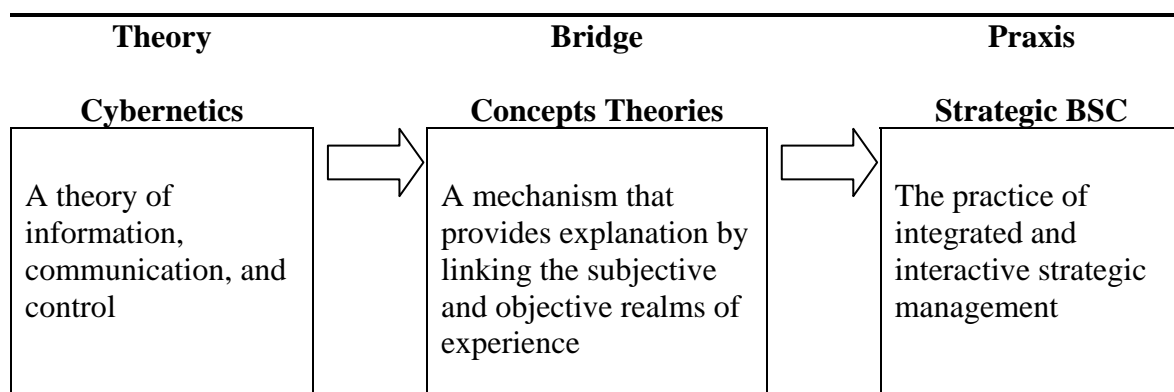 Theory Bridge Praxis
Cybernetics Concepts Theories Strategic BSC
A theory of
information,
communication, and
control
A mechanism that
provides explanation by
linking the subjective
and objective realms of
experience
The practice of
integrated and
interactive strategic
management